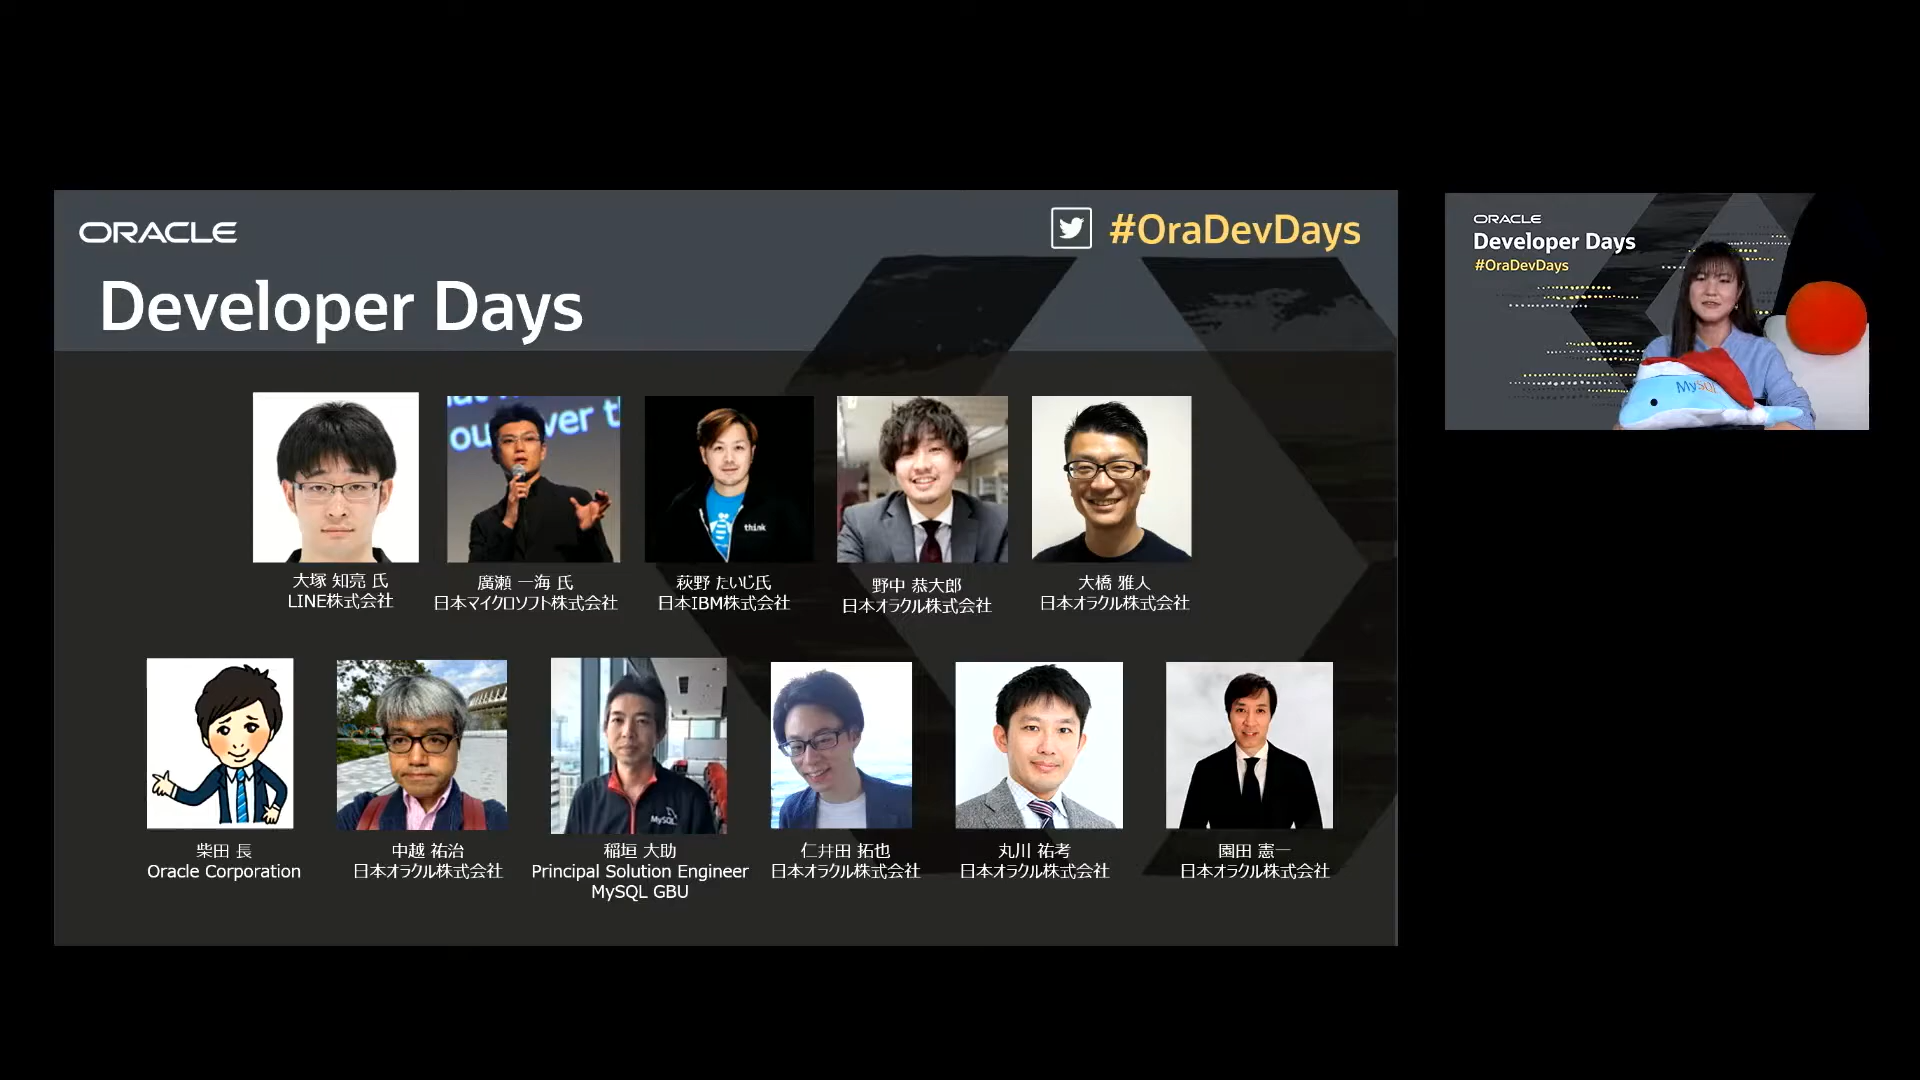 ORACLE
#OraDevDays
Developer Days
ver t
think
大塚 知亮 氏
LINE株式会社
廣瀬 一海 氏
日本マイクロソフト株式会社
萩野 たいじ氏
日本IBM株式会社
野中 恭大郎
日本オラクル株式会社
大橋 雅人
日本オラクル株式会社
MySQL
柴田 長
Oracle Corporation
中越 祐治
日本オラクル株式会社
稲垣 大助
Principal Solution Engineer
MySQL GBU
仁井田 拓也
日本オラクル株式会社
丸川 祐考
日本オラクル株式会社
園田 憲一
日本オラクル株式会社
ORACLE
Developer Days
#OraDevDays
MySQL